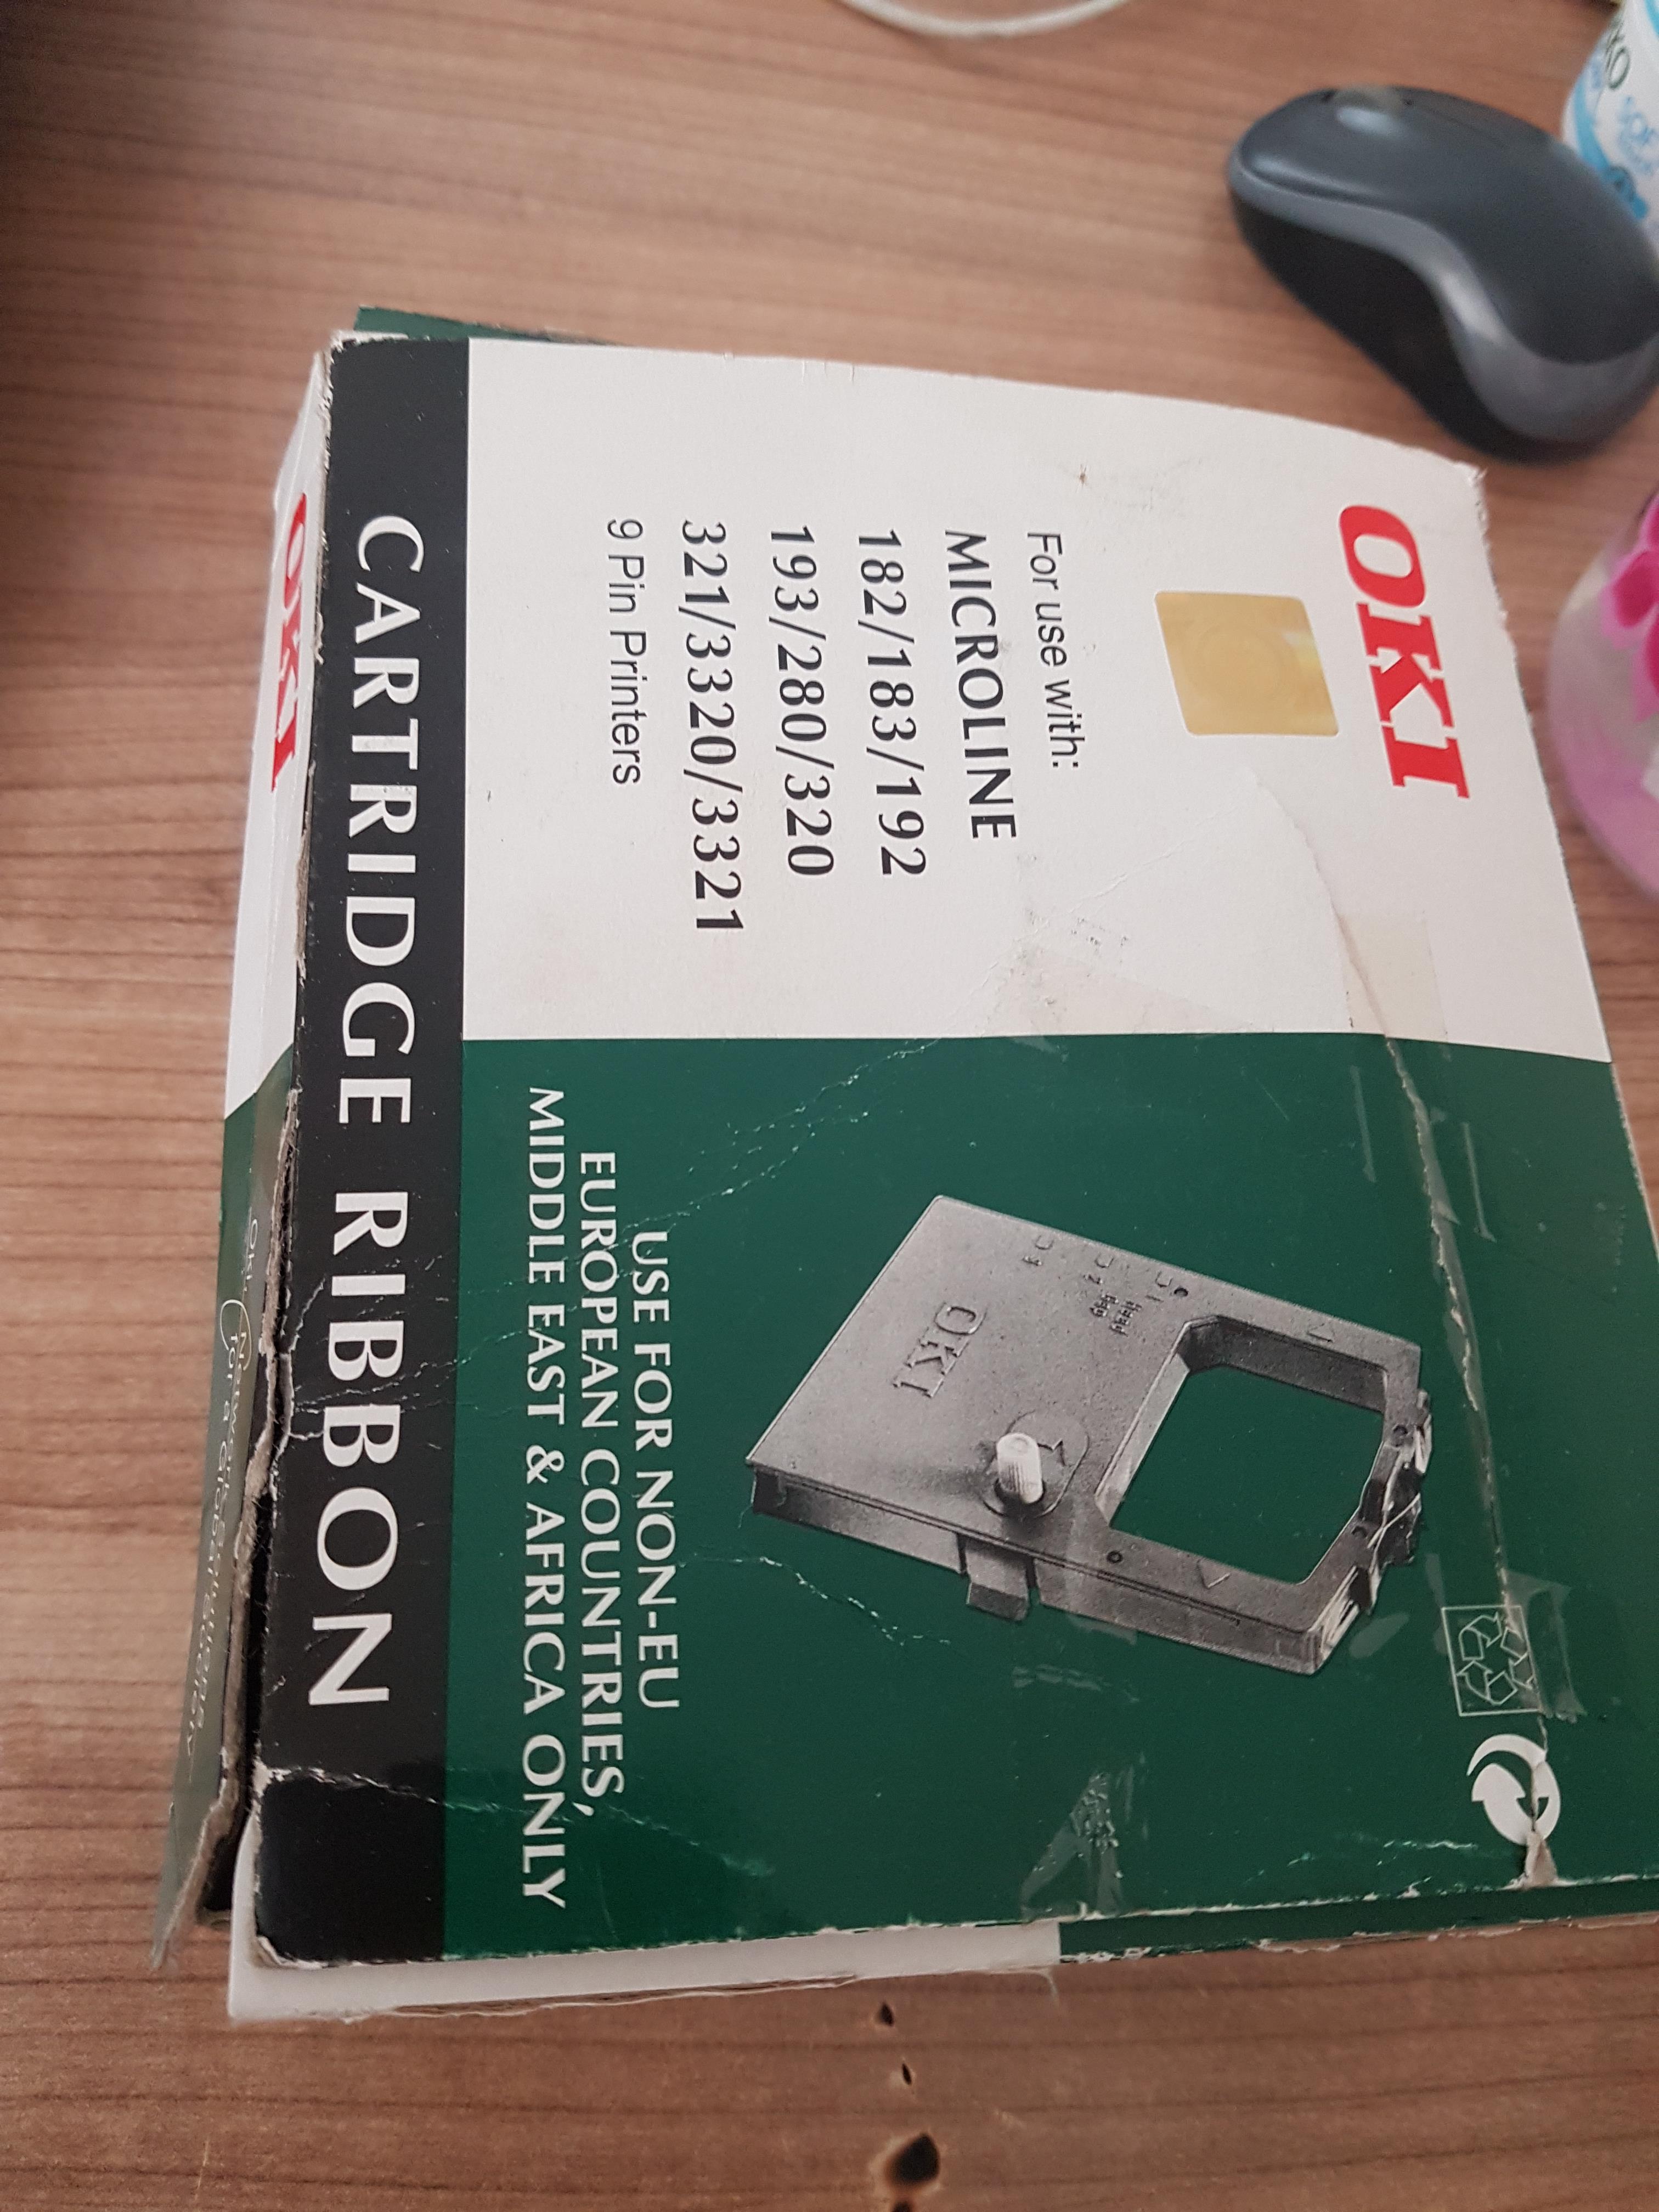 OKI
For use with:
MICROLINE
182/183/192
193/280/320
321/3320/3321
9 Pin Printers
OKI
USE FOR NON-EU
EUROPEAN COUNTRIES,
MIDDLE EAST & AFRICA ONLY
CARTRIDGE RIBBON
OKI